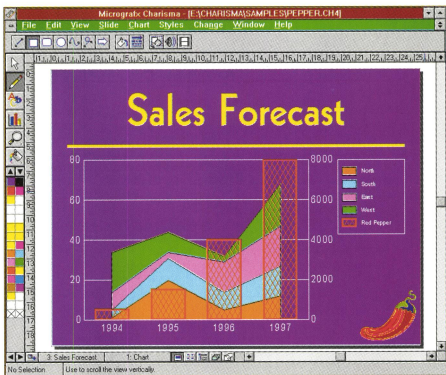 Micrografx Charisma - [E:\CHARISMA\SAMPLES\PEPPER.CH4]
File Edit View Slide Chart Styles Change Window Help
Sales Forecast
80 8000
60 6000
40 4000
20 2000
0 0
1994 1995 1996 1997
North
South
East
West
Red Pepper
3: Sales Forecast 1: Chart
No Selection Use to scroll the view vertically.